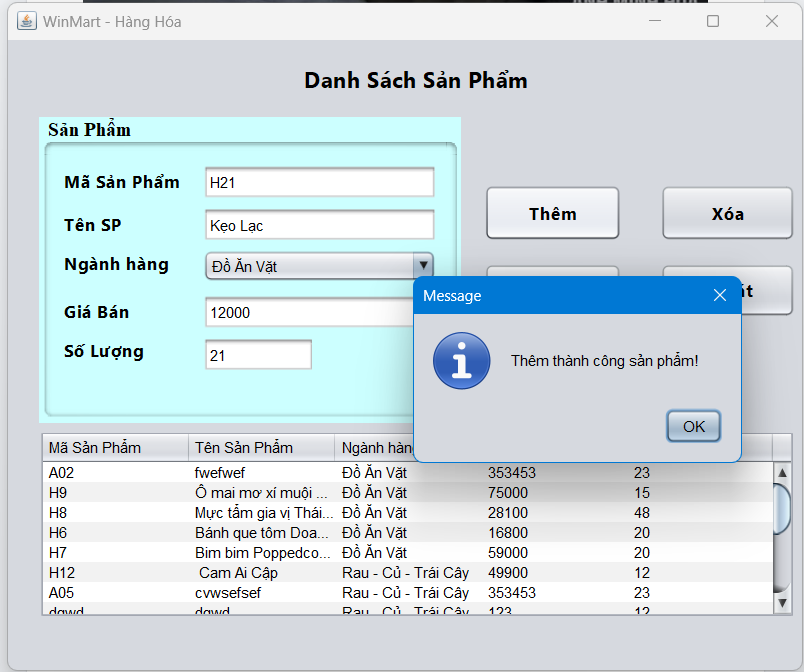 WinMart - Hàng Hóa
Danh Sách Sản Phẩm
Sản Phẩm
Mã Sản Phẩm H21
Thêm Xóa
Tên SP Kẹo Lạc
Ngành hàng Đồ Ăn Vặt
Message
Giá Bán 12000
Số Lượng 21
Thêm thành công sản phẩm!
OK
Mã Sản Phẩm Tên Sản Phẩm Ngành hàn
A02 fwefwef Đồ Ăn Vặt 353453 23
H9 Ô mai mơ xí muội ... Đồ Ăn Vặt 75000 15
H8 Mực tẩm gia vị Thái... Đồ Ăn Vặt 28100 48
H6 Bánh que tôm Doa... Đồ Ăn Vặt 16800 20
H7 Bim bim Poppedco... Đồ Ăn Vặt 59000 20
H12 Cam Ai Cập Rau - Củ - Trái Cây 49900 12
A05 cvwsefsef Rau - Củ - Trái Cây 353453 23
dqwd dqwd Rau - Củ - Trái Cây 123 12